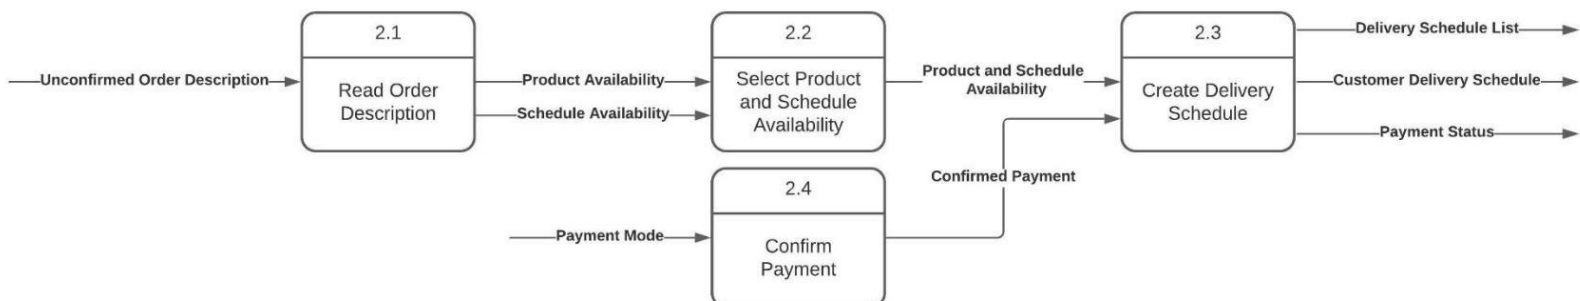 Unconfirmed Order Description
2.1
Read Order
Description
Product Availability
Schedule Availability
2.2
Select Product
and Schedule
Availability
Product and Schedule
Availability
2.3
Create Delivery
Schedule
Delivery Schedule List
Customer Delivery Schedule
Payment Status
Payment Mode
2.4
Confirm
Payment
Confirmed Payment